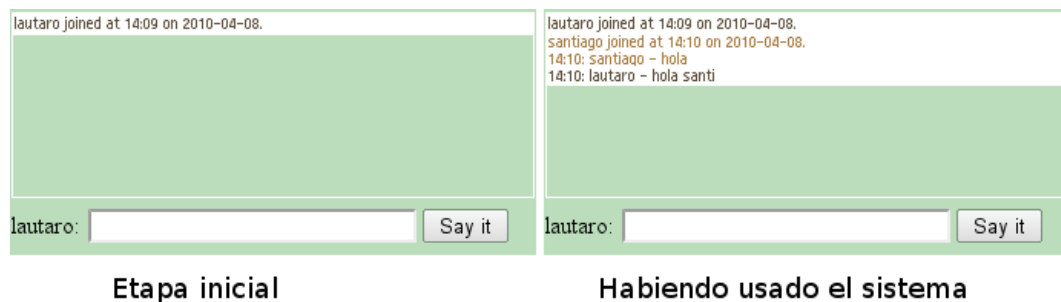 lautaro joined at 14:09 on 2010-04-08.
lautaro: Say it
Etapa inicial
lautaro joined at 14:09 on 2010-04-08.
santiago joined at 14:10 on 2010-04-08.
14:10: santiago - hola
14:10: lautaro - hola santi
lautaro: Say it
Habiendo usado el sistema